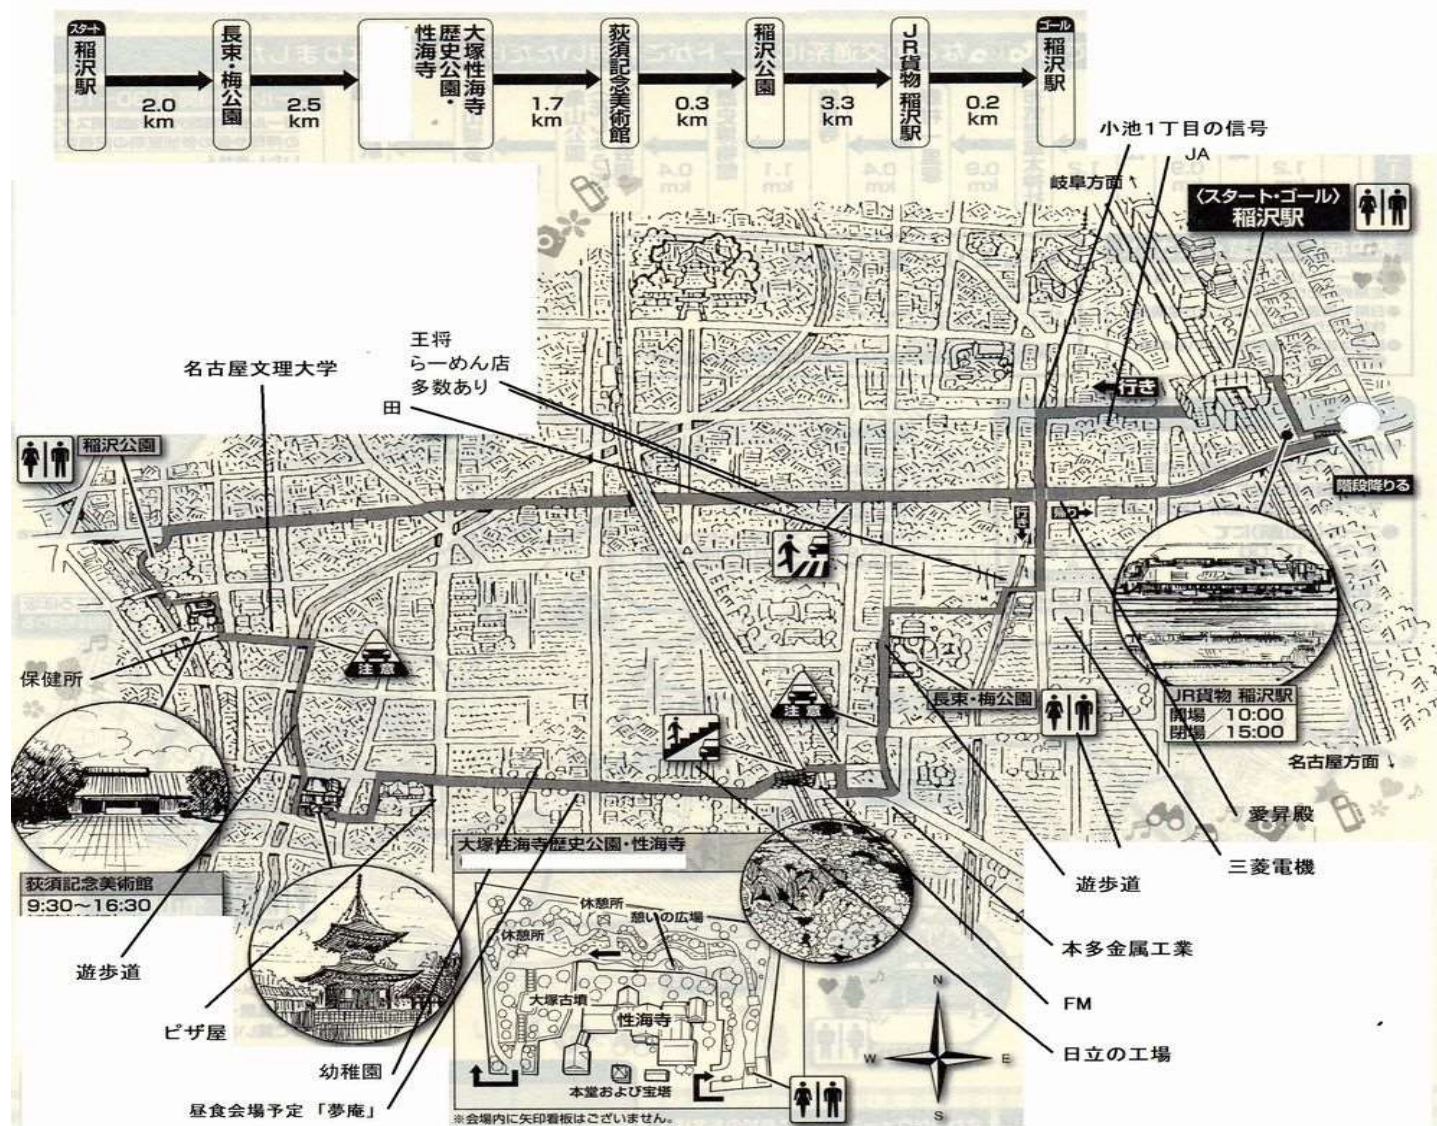 スタート
稲沢駅
2.0
km
長束・梅公園
2.5
km
大塚性海寺
歴史公園・
性海寺
1.7
km
荻須記念美術館
0.3
km
稲沢公園
3.3
km
JR貨物 稲沢駅
0.2
km
ゴール
稲沢駅
小池1丁目の信号
JA
岐阜方面
〈スタート・ゴール〉
稲沢駅
王将
らーめん店
多数あり
名古屋文理大学
田
行き
稲沢公園
階段降りる
行き
帰り
保健所
注意
注意
長束・梅公園
JR貨物 稲沢駅
開場/10:00
閉場/15:00
名古屋方面
愛昇殿
三菱電機
遊歩道
本多金属工業
FM
日立の工場
荻須記念美術館
9:30~16:30
遊歩道
ピザ屋
幼稚園
昼食会場予定 「夢庵」
大塚性海寺歴史公園・性海寺
休憩所
憩いの広場
休憩所
大塚古墳
性海寺
本堂および宝塔
※会場内に矢印看板はございません。
N
W
E
S